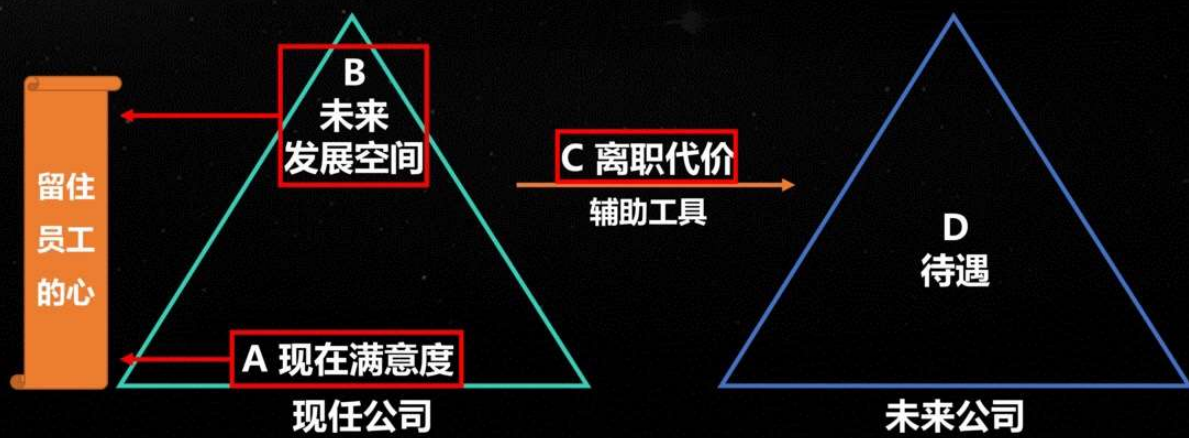 留住
员工
的心
B
未来
发展空间
A 现在满意度
现任公司
C 离职代价
辅助工具
D
待遇
未来公司